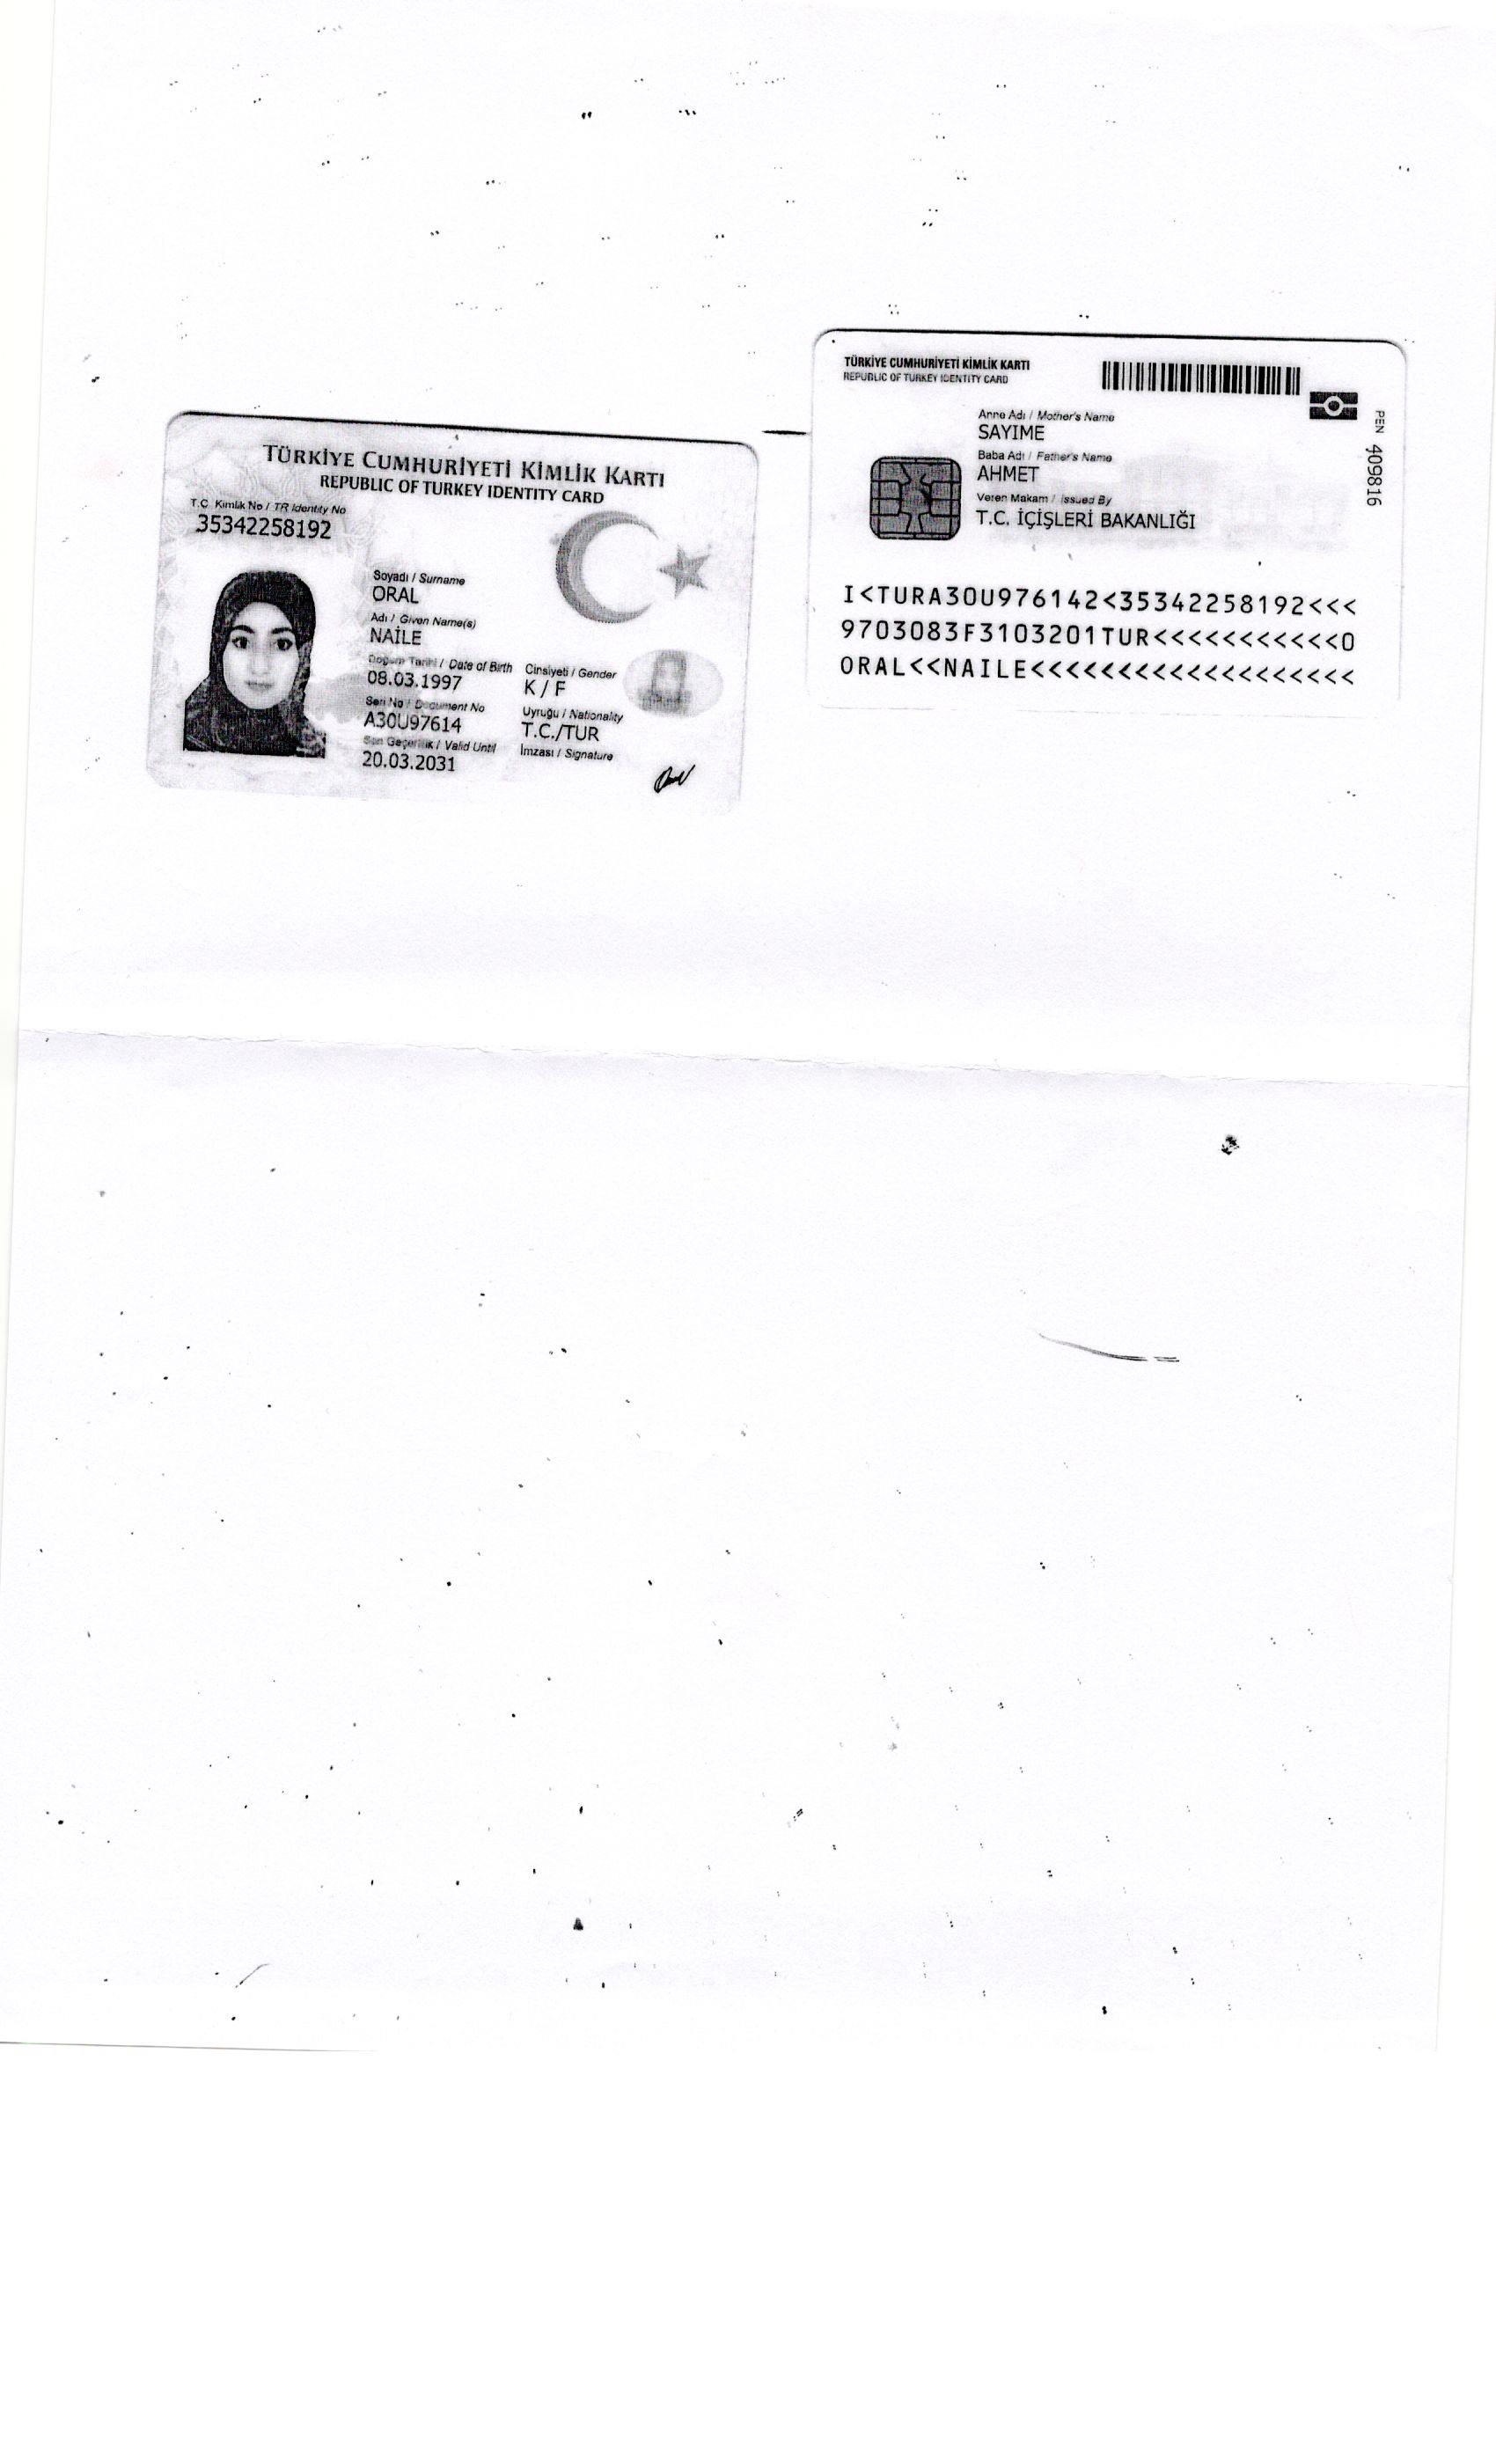 TÜRKİYE CUMHURİYETİ KİMLİK KARTI
REPUBLIC OF TURKEY IDENTITY CARD
T.C. Kimlik No / TR Identity No
35342258192
Soyadı / Surname
ORAL
Adı / Given Name(s)
NAİLE
Doğum Tarihi / Date of Birth
08.03.1997
Cinsiyeti / Gender
K / F
Seri No / Document No
A30U97614
Uyruğu / Nationality
T.C./TUR
Son Geçerlilik / Valid Until
20.03.2031
İmzası / Signature
TÜRKİYE CUMHURİYETİ KİMLİK KARTI
REPUBLIC OF TURKEY IDENTITY CARD
Anne Adı / Mother's Name
SAYIME
Baba Adı / Father's Name
AHMET
Veren Makam / Issued By
T.C. İÇİŞLERİ BAKANLIĞI
PEN 409816
I<TURA30U976142<35342258192<<<
9703083F3103201TUR<<<<<<<<<<<0
ORAL<<NAILE<<<<<<<<<<<<<<<<<<<